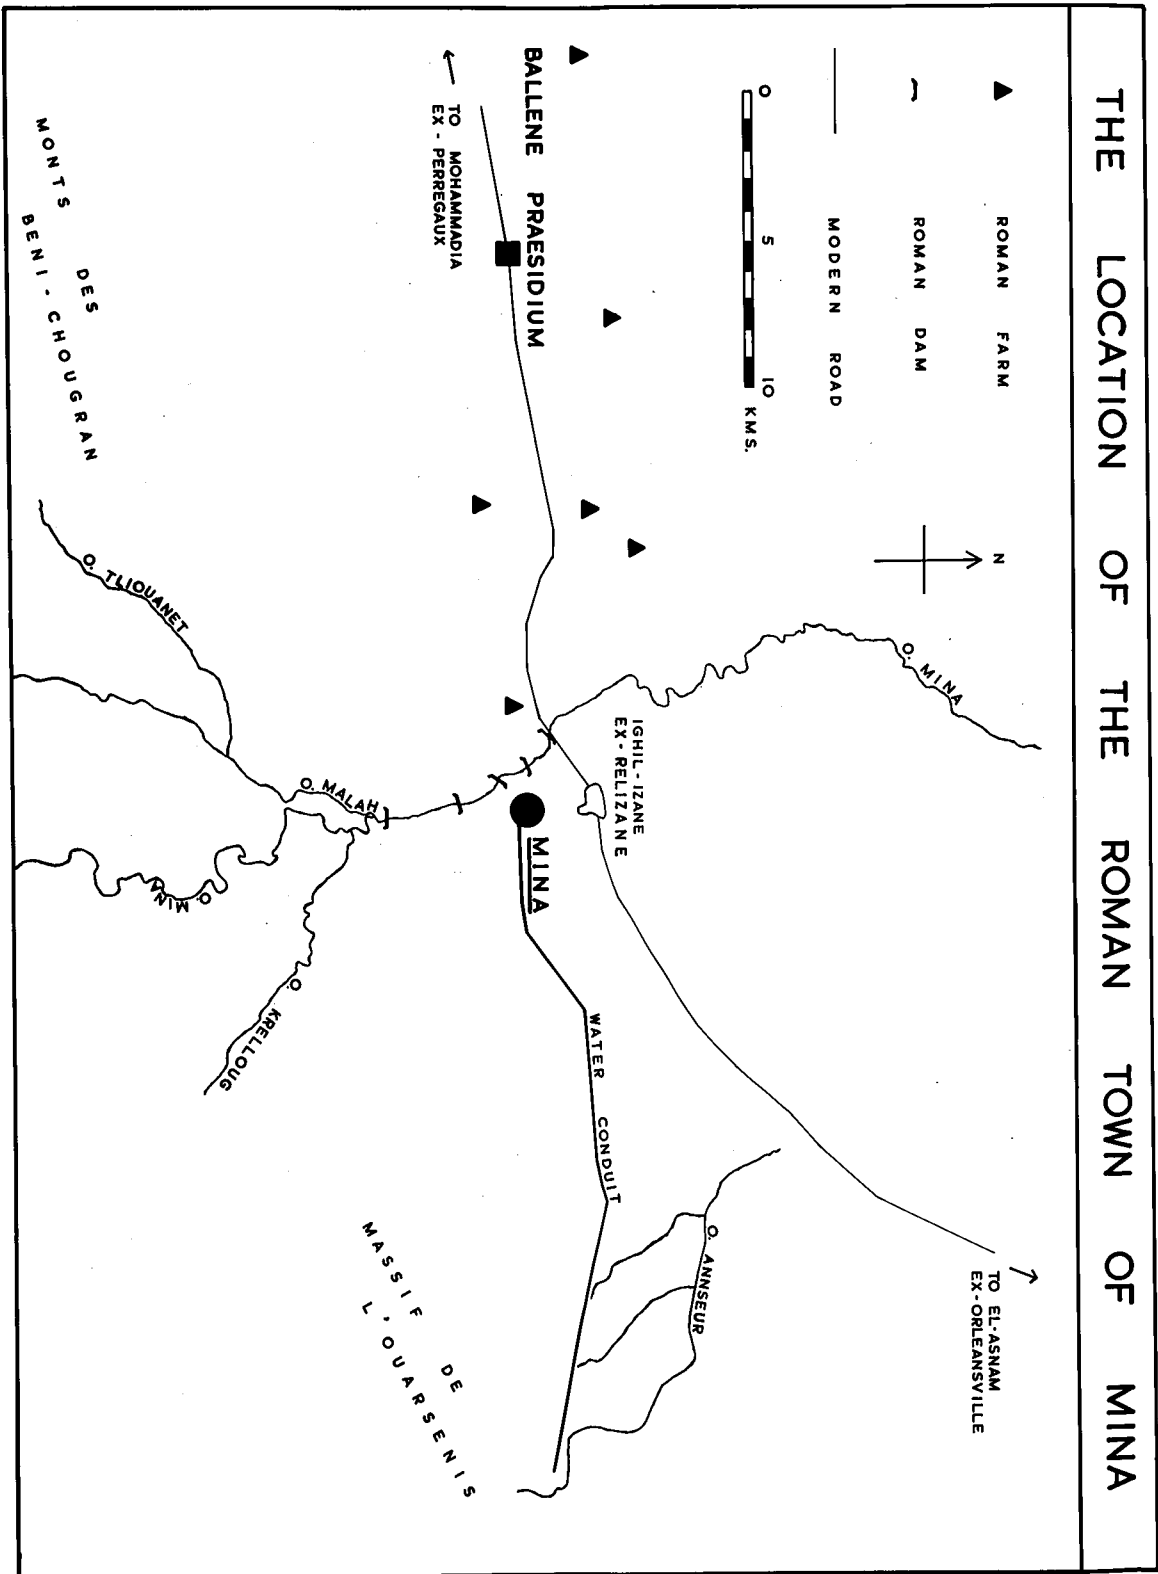 THE LOCATION OF THE ROMAN TOWN OF MINA
ROMAN FARM
ROMAN DAM
MODERN ROAD
0 5 10 KMS.
N
O. MINA
TO EL-ASNAM
EX-ORLEANSVILLE
IGHIL-IZANE
EX-RELIZANE
BALLENE PRAESIDIUM
TO MOHAMMADIA
EX-PERREGAUX
MINA
WATER CONDUIT
O. ANNSEUR
O. MALAH
O. TLIOUANET
O. MINA
O. KRELLOUG
MONTS DES
BENI-CHOUGRAN
MASSIF DE
L'OUARSENIS